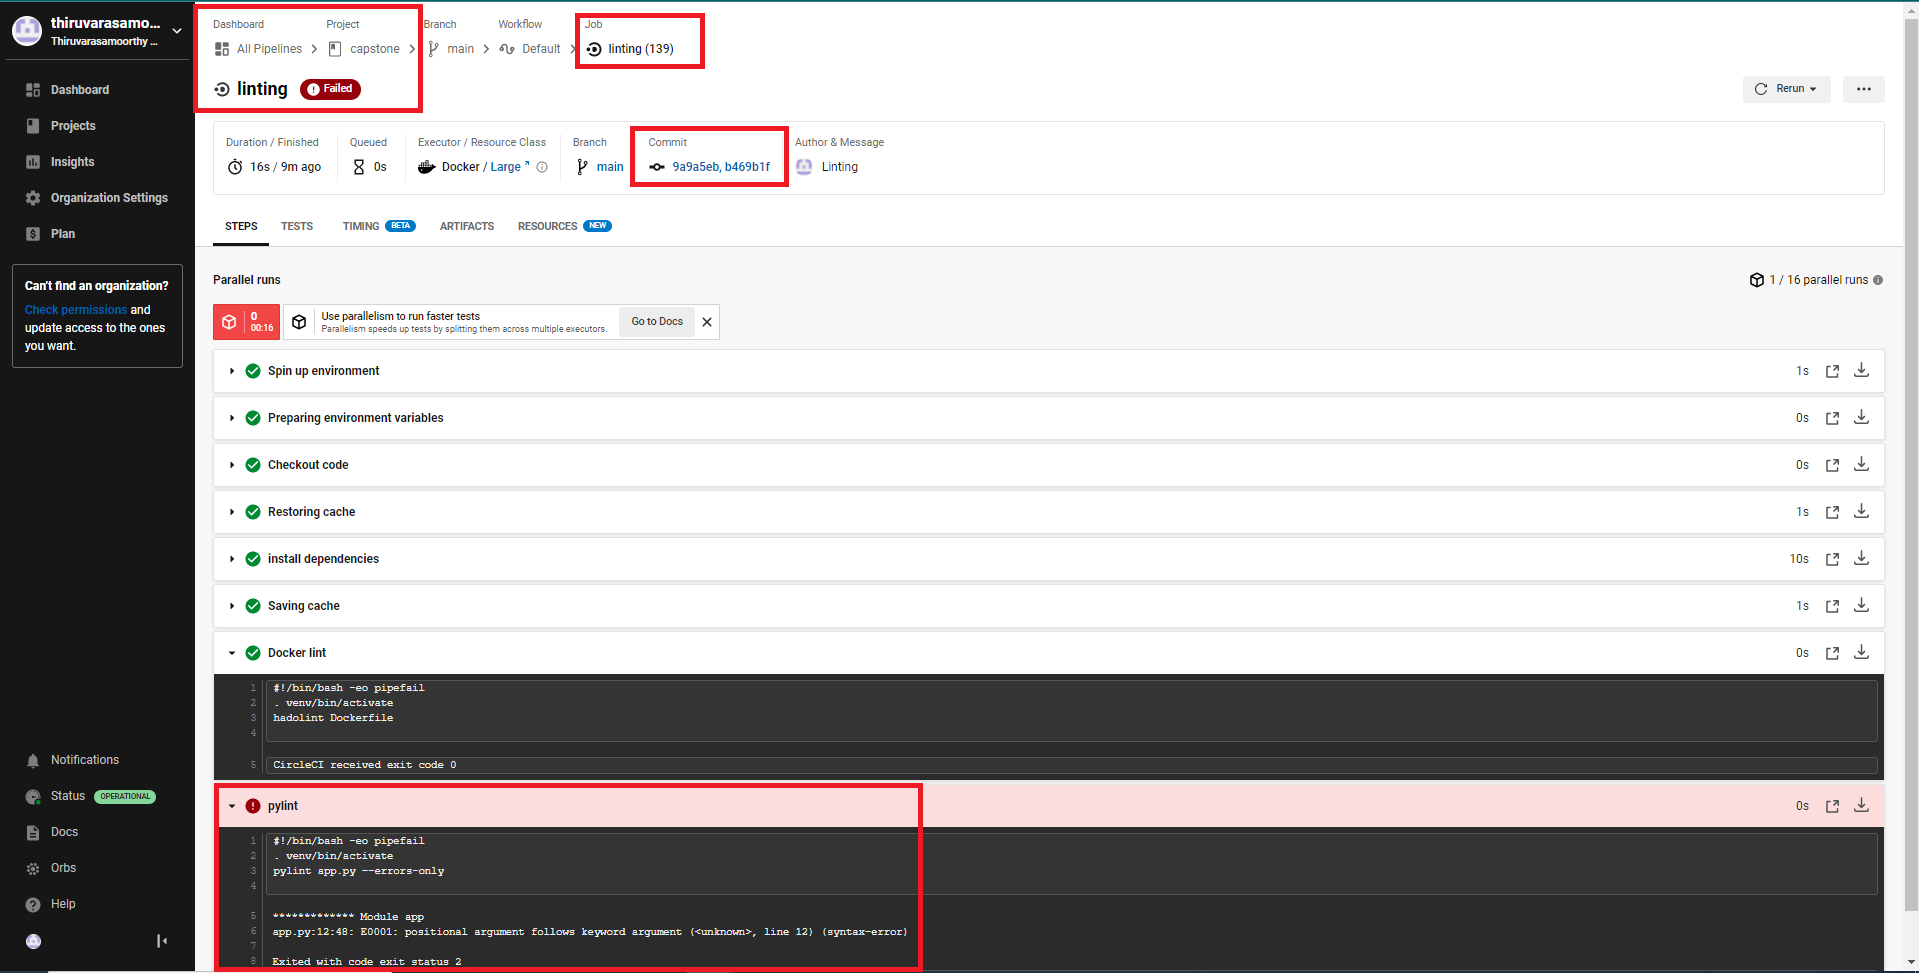 thiruvarasamo...
Thiruvarasamoorthy ...
Dashboard
Projects
Insights
Organization Settings
Plan
Can't find an organization?
Check permissions and
update access to the ones
you want.
Notifications
Status OPERATIONAL
Docs
Orbs
Help
Dashboard Project Branch Workflow Job
All Pipelines capstone main Default linting (139)
linting Failed
Rerun
Duration / Finished Queued Executor / Resource Class Branch Commit Author & Message
16s / 9m ago 0s Docker / Large main 9a9a5eb, b469b1f Linting
STEPS TESTS TIMING BETA ARTIFACTS RESOURCES NEW
Parallel runs
1 / 16 parallel runs
0
00:16
Use parallelism to run faster tests
Parallelism speeds up tests by splitting them across multiple executors.
Go to Docs
Spin up environment 1s
Preparing environment variables 0s
Checkout code 0s
Restoring cache 1s
install dependencies 10s
Saving cache 1s
Docker lint 0s
1 #!/bin/bash -eo pipefail
2 . venv/bin/activate
3 hadolint Dockerfile
4
5 CircleCI received exit code 0
pylint 0s
1 #!/bin/bash -eo pipefail
2 . venv/bin/activate
3 pylint app.py --errors-only
4
5 ************* Module app
6 app.py:12:48: E0001: positional argument follows keyword argument (<unknown>, line 12) (syntax-error)
7
8 Exited with code exit status 2